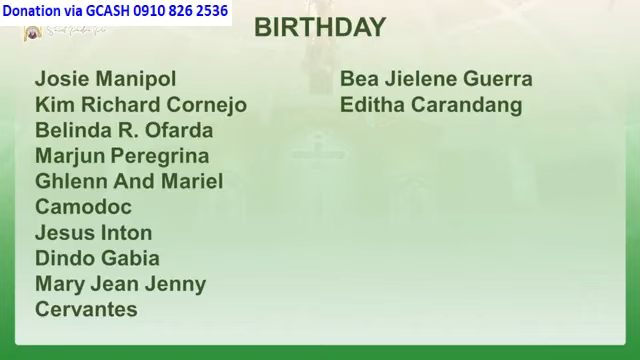 Donation via GCASH 0910 826 2536
BIRTHDAY
Josie Manipol
Kim Richard Cornejo
Belinda R. Ofarda
Marjun Peregrina
Ghlenn And Mariel
Camodoc
Jesus Inton
Dindo Gabia
Mary Jean Jenny
Cervantes
Bea Jielene Guerra
Editha Carandang